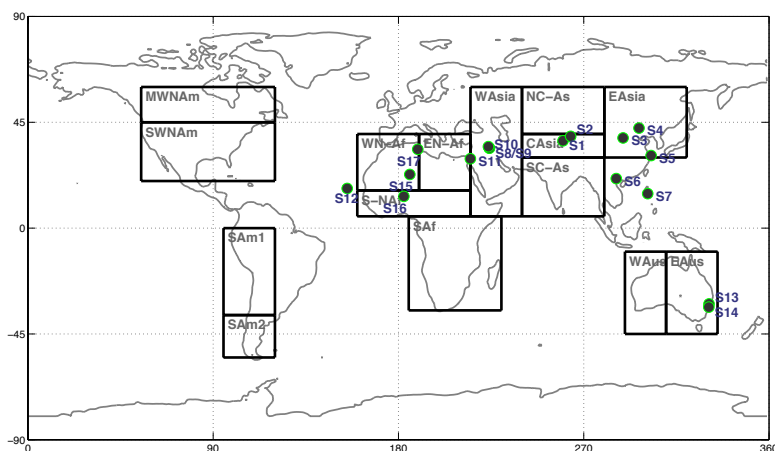 90
MWNAm
WAsia
NC-As
EAsia
45
SWNAm
WN-Af
EN-Af
CAsia
S10
S8/S9
S2
S1
S4
S3
S17
S11
SC-As
S5
S12
S15
S-NAf
S16
S6
S7
0
SAm1
SAf
WAus
EAus
S13
S14
-45
SAm2
-90
0
90
180
270
360